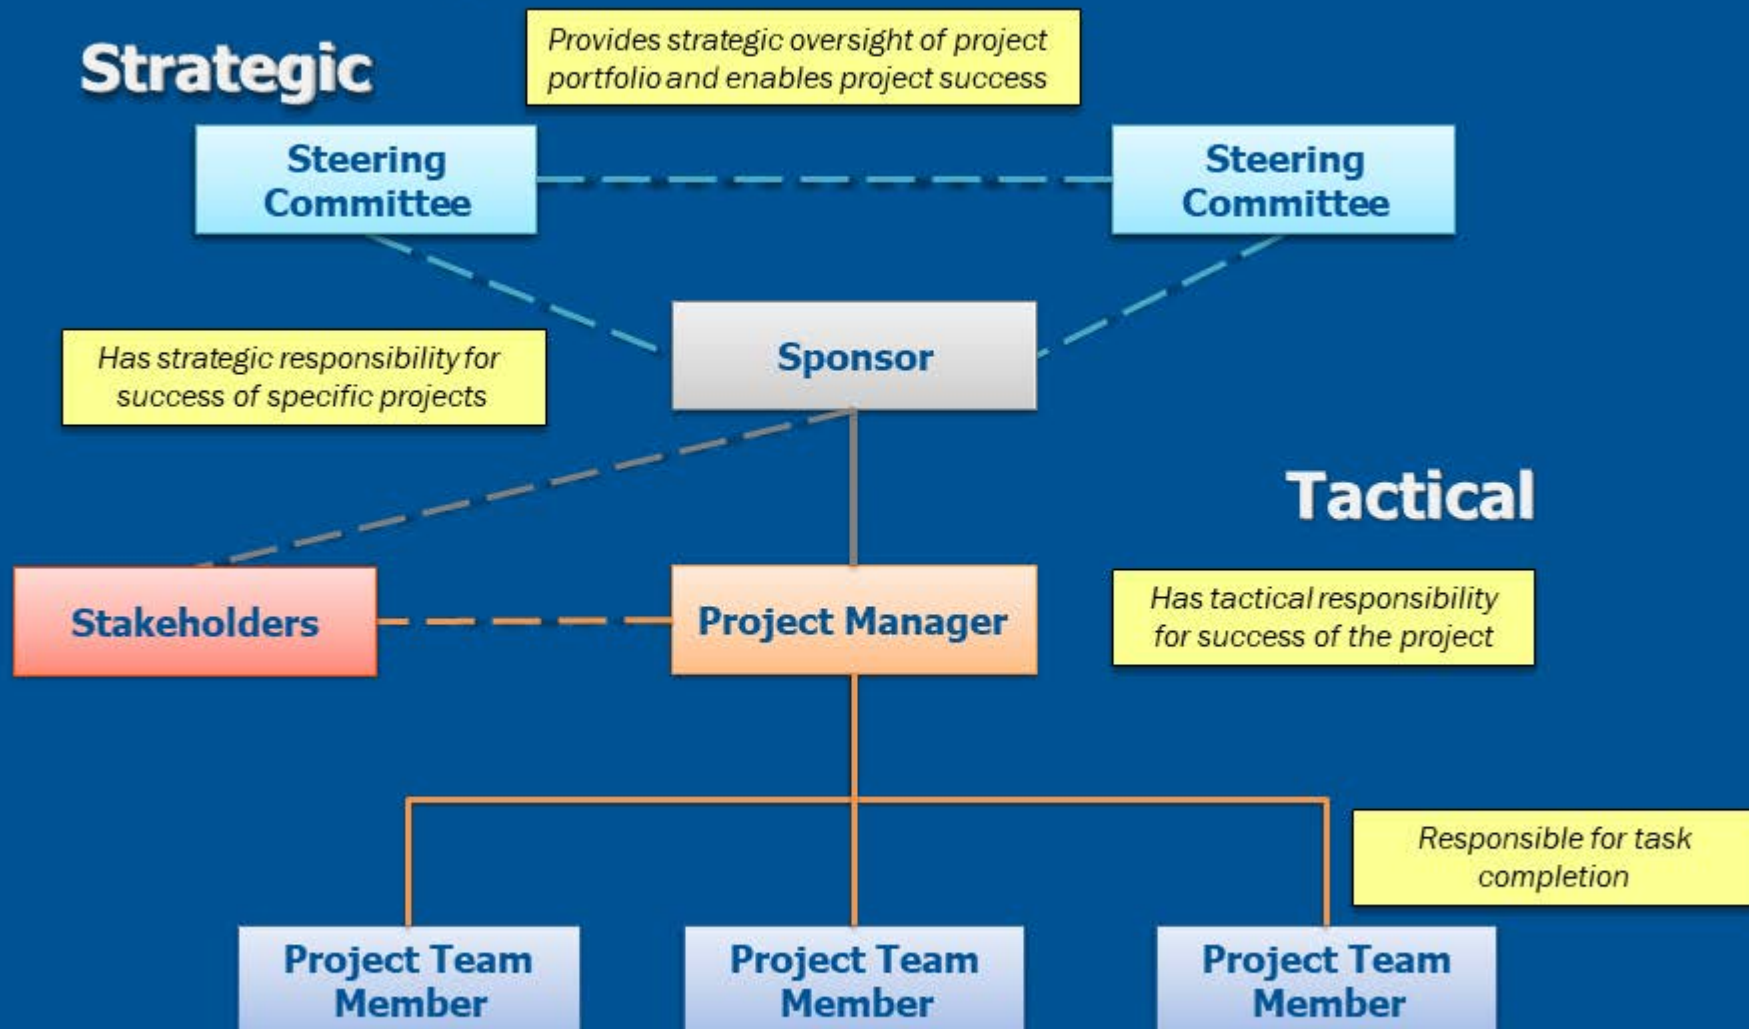 Strategic
Provides strategic oversight of project
portfolio and enables project success
Steering
Committee
Steering
Committee
Sponsor
Has strategic responsibility for
success of specific projects
Tactical
Stakeholders
Project Manager
Has tactical responsibility
for success of the project
Responsible for task
completion
Project Team
Member
Project Team
Member
Project Team
Member